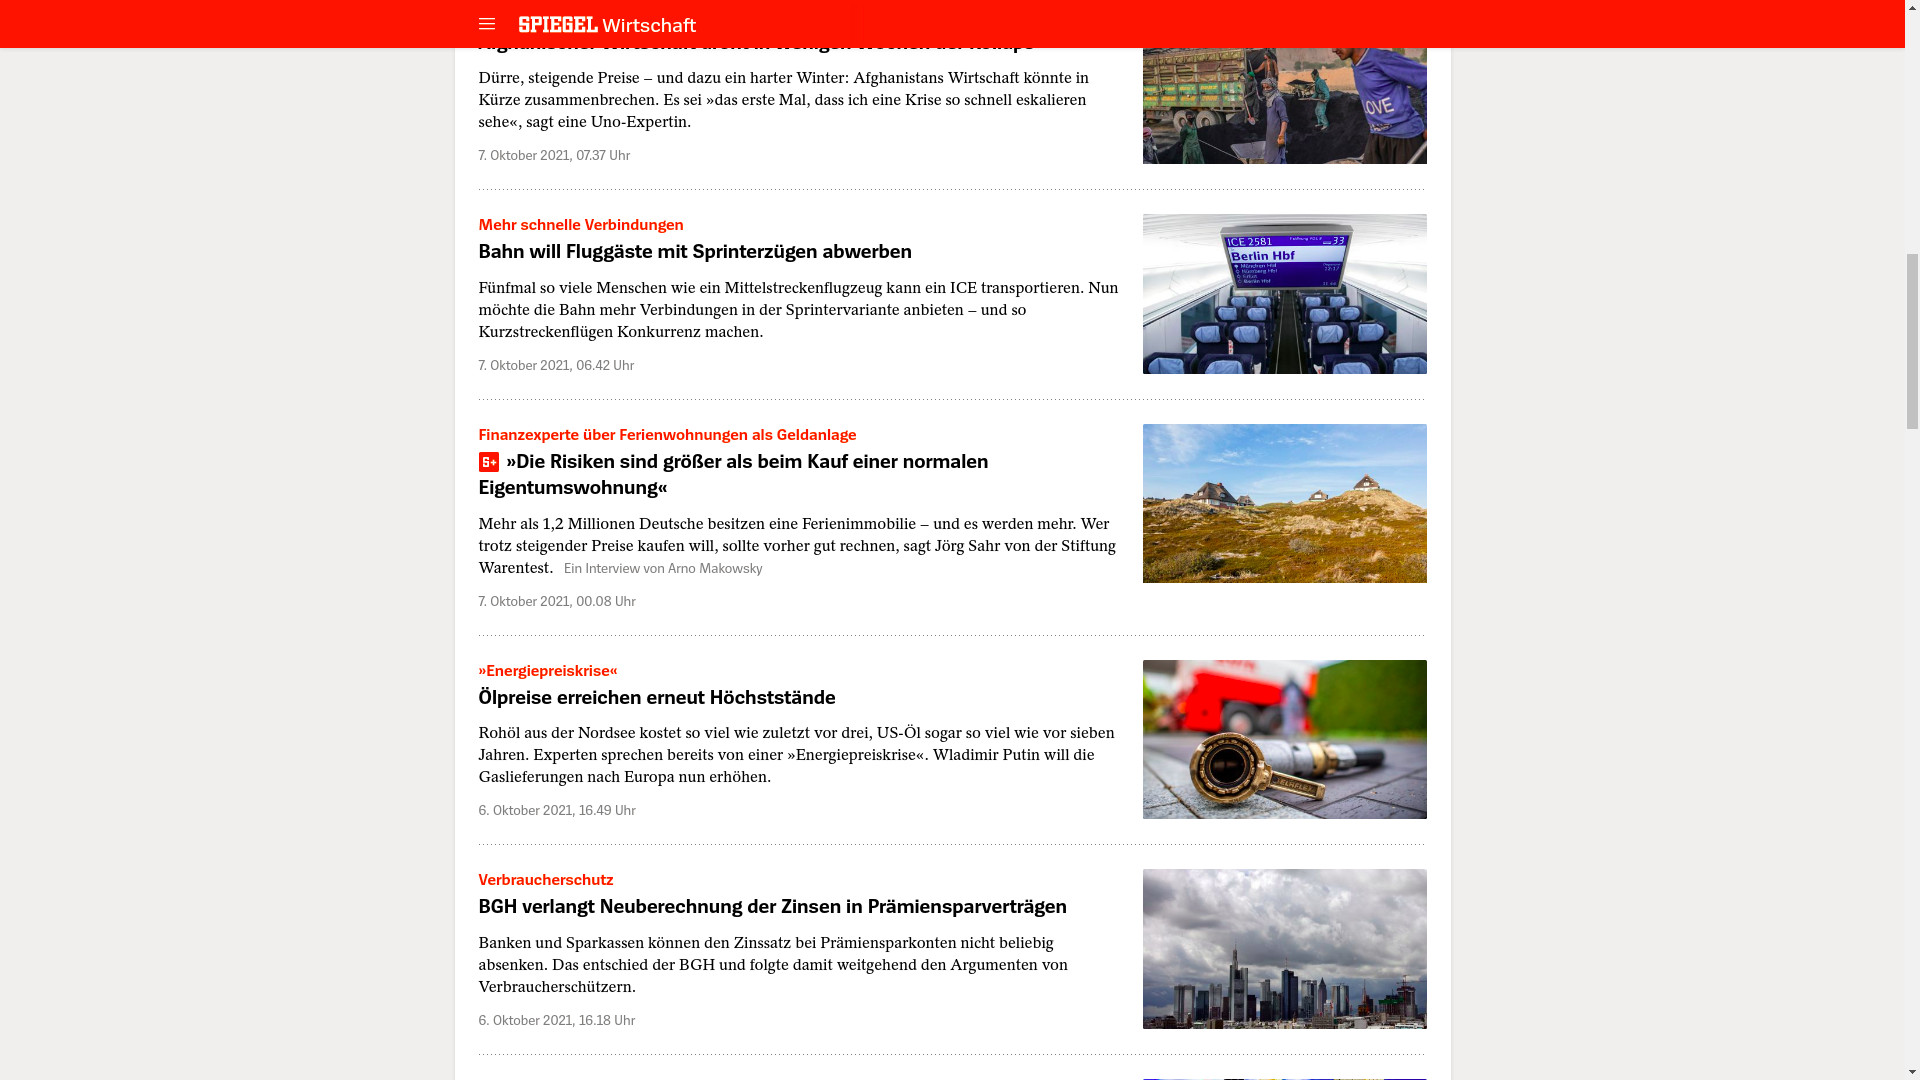 SPIEGEL Wirtschaft
Dürre, steigende Preise – und dazu ein harter Winter: Afghanistans Wirtschaft könnte in
Kürze zusammenbrechen. Es sei »das erste Mal, dass ich eine Krise so schnell eskalieren
sehe«, sagt eine Uno-Expertin.
7. Oktober 2021, 07.37 Uhr
LOVE
Mehr schnelle Verbindungen
Bahn will Fluggäste mit Sprinterzügen abwerben
Fünfmal so viele Menschen wie ein Mittelstreckenflugzeug kann ein ICE transportieren. Nun
möchte die Bahn mehr Verbindungen in der Sprintervariante anbieten – und so
Kurzstreckenflügen Konkurrenz machen.
7. Oktober 2021, 06.42 Uhr
ICE 2581
33
Berlin Hbf
Finanzexperte über Ferienwohnungen als Geldanlage
S+ »Die Risiken sind größer als beim Kauf einer normalen
Eigentumswohnung«
Mehr als 1,2 Millionen Deutsche besitzen eine Ferienimmobilie – und es werden mehr. Wer
trotz steigender Preise kaufen will, sollte vorher gut rechnen, sagt Jörg Sahr von der Stiftung
Warentest. Ein Interview von Arno Makowsky
7. Oktober 2021, 00.08 Uhr
»Energiepreiskrise«
Ölpreise erreichen erneut Höchststände
Rohöl aus der Nordsee kostet so viel wie zuletzt vor drei, US-Öl sogar so viel wie vor sieben
Jahren. Experten sprechen bereits von einer »Energiepreiskrise«. Wladimir Putin will die
Gaslieferungen nach Europa nun erhöhen.
6. Oktober 2021, 16.49 Uhr
Verbraucherschutz
BGH verlangt Neuberechnung der Zinsen in Prämiensparverträgen
Banken und Sparkassen können den Zinssatz bei Prämiensparkonten nicht beliebig
absenken. Das entschied der BGH und folgte damit weitgehend den Argumenten von
Verbraucherschützern.
6. Oktober 2021, 16.18 Uhr